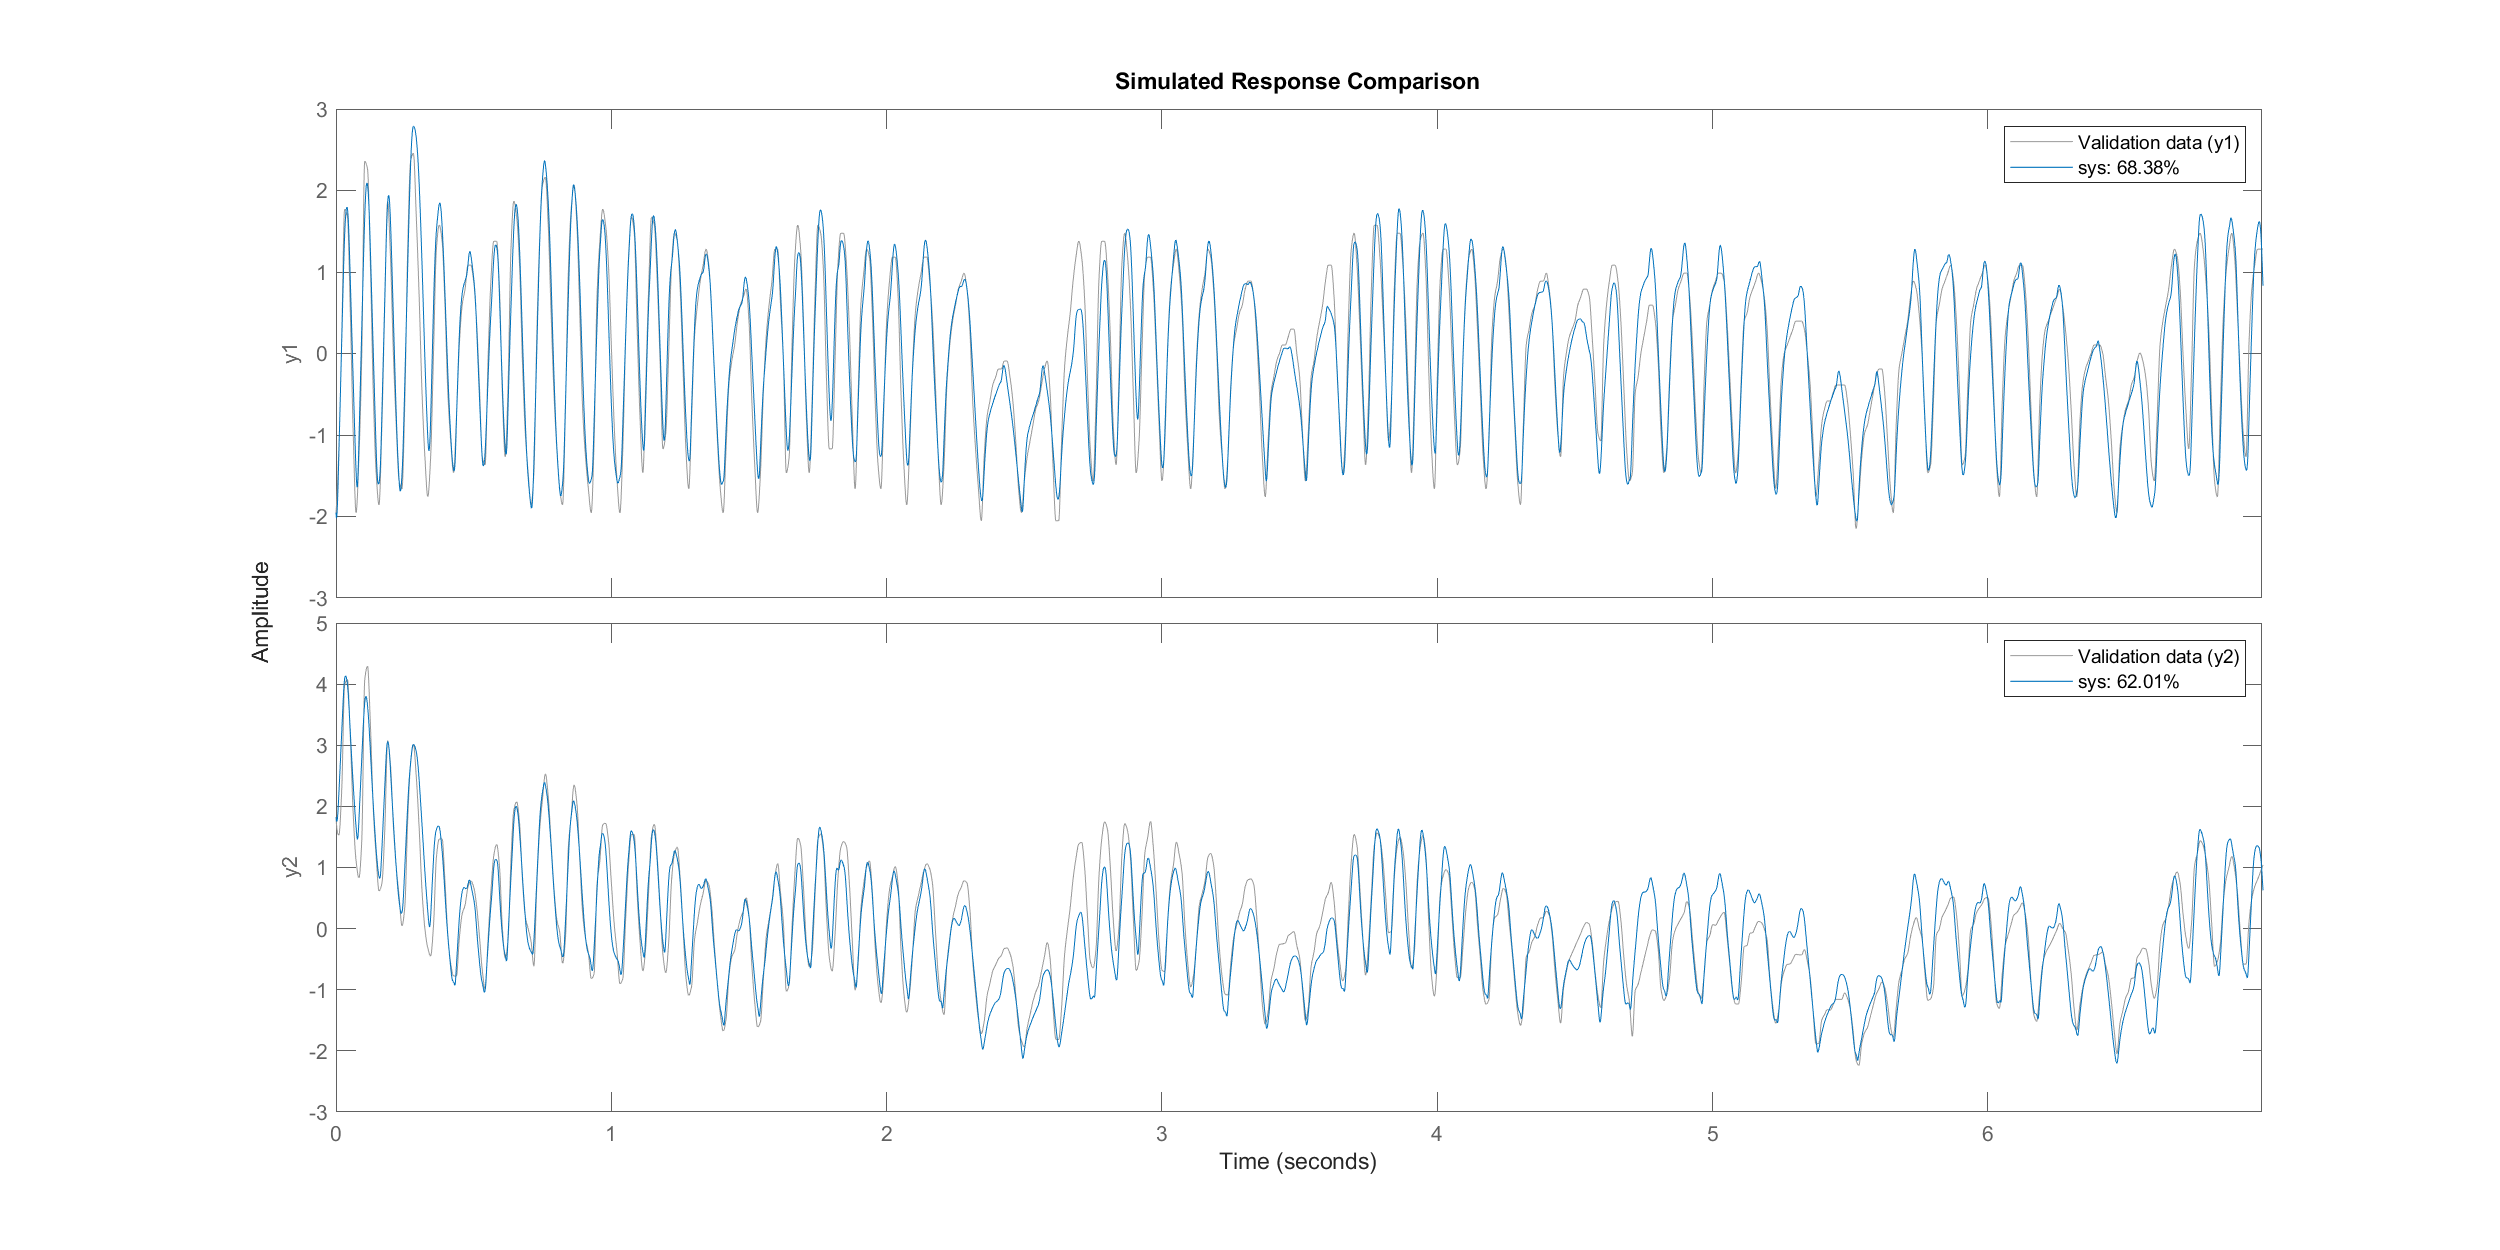 Simulated Response Comparison
3
2
1
0
-1
-2
-3
y1
Validation data (y1)
sys: 68.38%
Amplitude
5
4
3
2
1
0
-1
-2
-3
y2
Validation data (y2)
sys: 62.01%
0 1 2 3 4 5 6
Time (seconds)